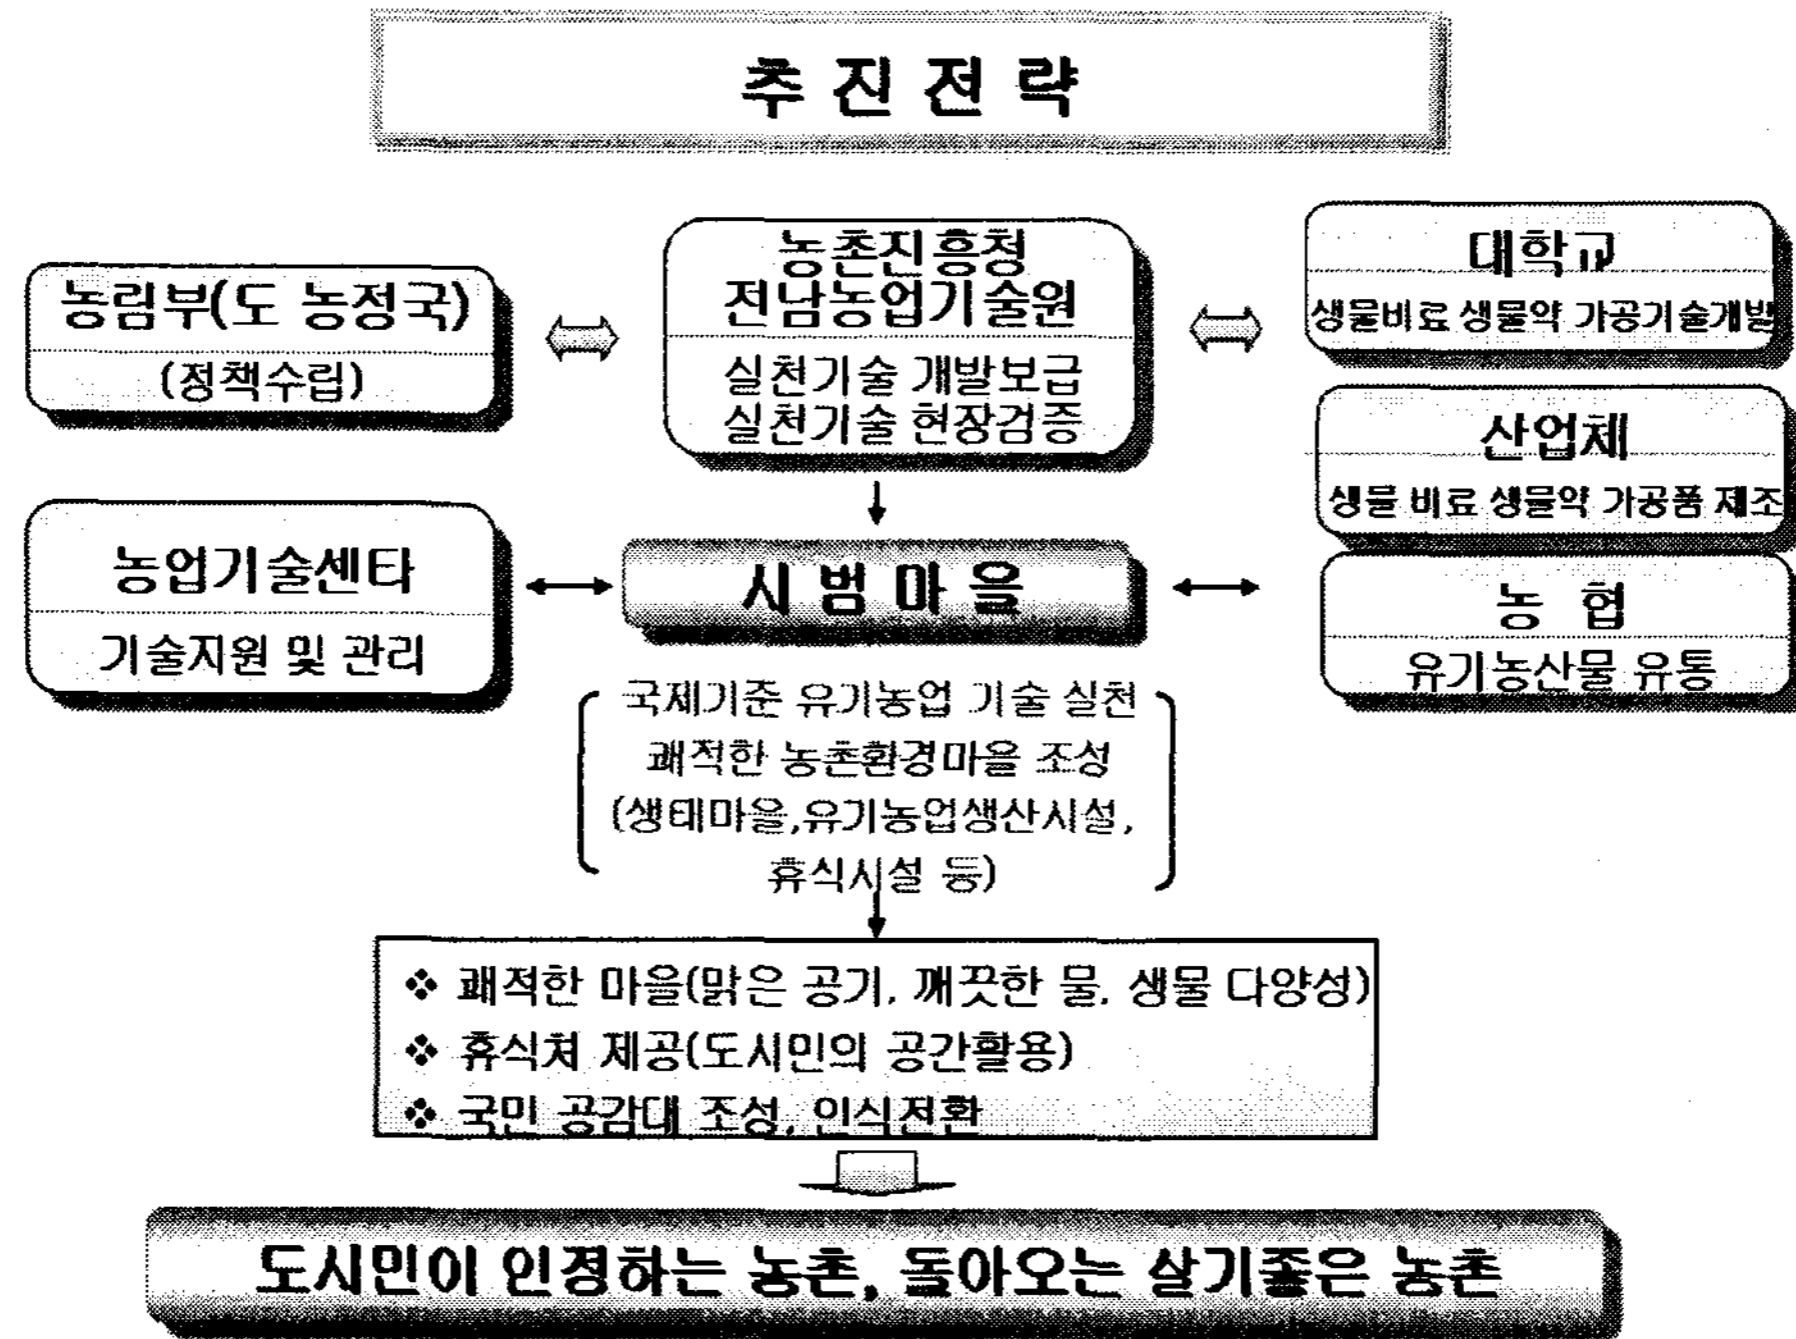 추 진 전 략
농림부(도 농정국)
(정책수립)
농촌진흥청
전남농업기술원
실천기술 개발보급
실천기술 현장검증
대학교
생물비료 생물약 가공기술개발
산업체
생물 비료 생물약 가공품 제조
농업기술센타
기술지원 및 관리
시 범 마 을
농 협
유기농산물 유통
국제기준 유기농업 기술 실천
쾌적한 농촌환경마을 조성
(생태마을,유기농업생산시설,
휴식시설 등)
❖ 쾌적한 마을(맑은 공기, 깨끗한 물, 생물 다양성)
❖ 휴식처 제공(도시민의 공간활용)
❖ 국민 공감대 조성, 인식전환
도시민이 인정하는 농촌, 돌아오는 살기좋은 농촌